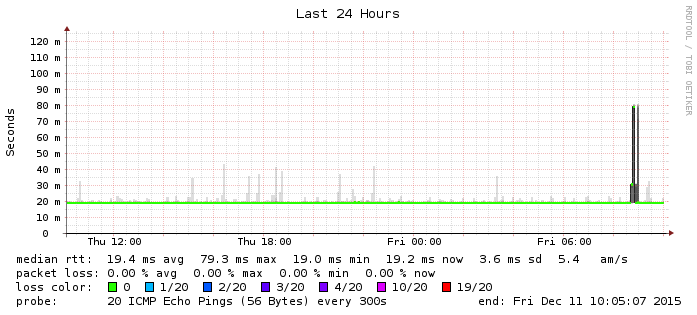 Last 24 Hours
RRDTOOL / TOBI OETIKER
Seconds
120 m
110 m
100 m
90 m
80 m
70 m
60 m
50 m
40 m
30 m
20 m
10 m
0
Thu 12:00 Thu 18:00 Fri 00:00 Fri 06:00
median rtt: 19.4 ms avg 79.3 ms max 19.0 ms min 19.2 ms now 3.6 ms sd 5.4 am/s
packet loss: 0.00 % avg 0.00 % max 0.00 % min 0.00 % now
loss color: 0 1/20 2/20 3/20 4/20 10/20 19/20
probe: 20 ICMP Echo Pings (56 Bytes) every 300s end: Fri Dec 11 10:05:07 2015